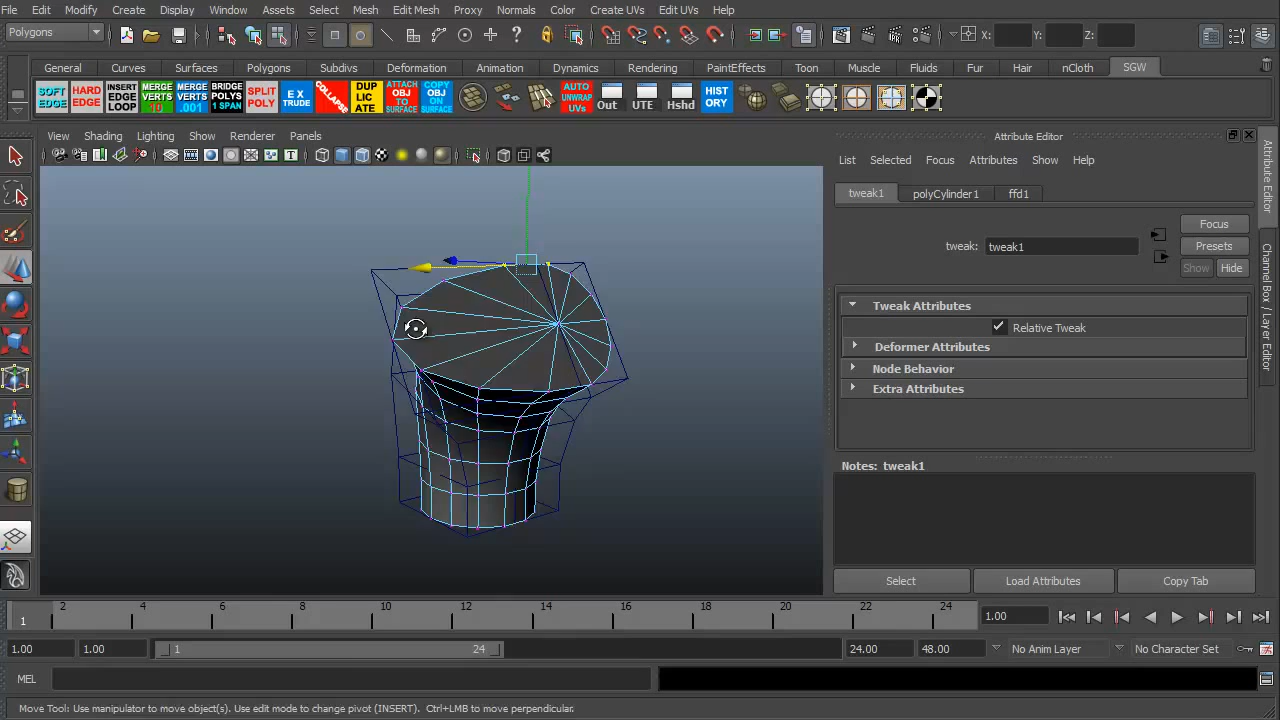 File Edit Modify Create Display Window Assets Select Mesh Edit Mesh Proxy Normals Color Create UVs Edit UVs Help
Polygons X: Y: Z:
General Curves Surfaces Polygons Subdivs Deformation Animation Dynamics Rendering PaintEffects Toon Muscle Fluids Fur Hair nCloth SGW
SOFT EDGE HARD EDGE INSERT EDGE LOOP MERGE VERTS 10 MERGE VERTS .001 BRIDGE POLYS 1 SPAN SPLIT POLY EX TRUDE COLLAPSE DUP LIC ATE ATTACH OBJ TO SURFACE COPY OBJ ON SURFACE AUTO UNWRAP UVs Out UTE Hshd HIST ORY
View Shading Lighting Show Renderer Panels
Attribute Editor
List Selected Focus Attributes Show Help
tweak1 polyCylinder1 ffd1
Focus
tweak: tweak1
Presets
Show Hide
Tweak Attributes
Relative Tweak
Deformer Attributes
Node Behavior
Extra Attributes
Notes: tweak1
Select Load Attributes Copy Tab
Attribute Editor
Channel Box / Layer Editor
1 2 4 6 8 10 12 14 16 18 20 22 24 1.00
1.00 1.00 1 24 24.00 48.00 No Anim Layer No Character Set
MEL
Move Tool: Use manipulator to move object(s). Use edit mode to change pivot (INSERT). Ctrl+LMB to move perpendicular.